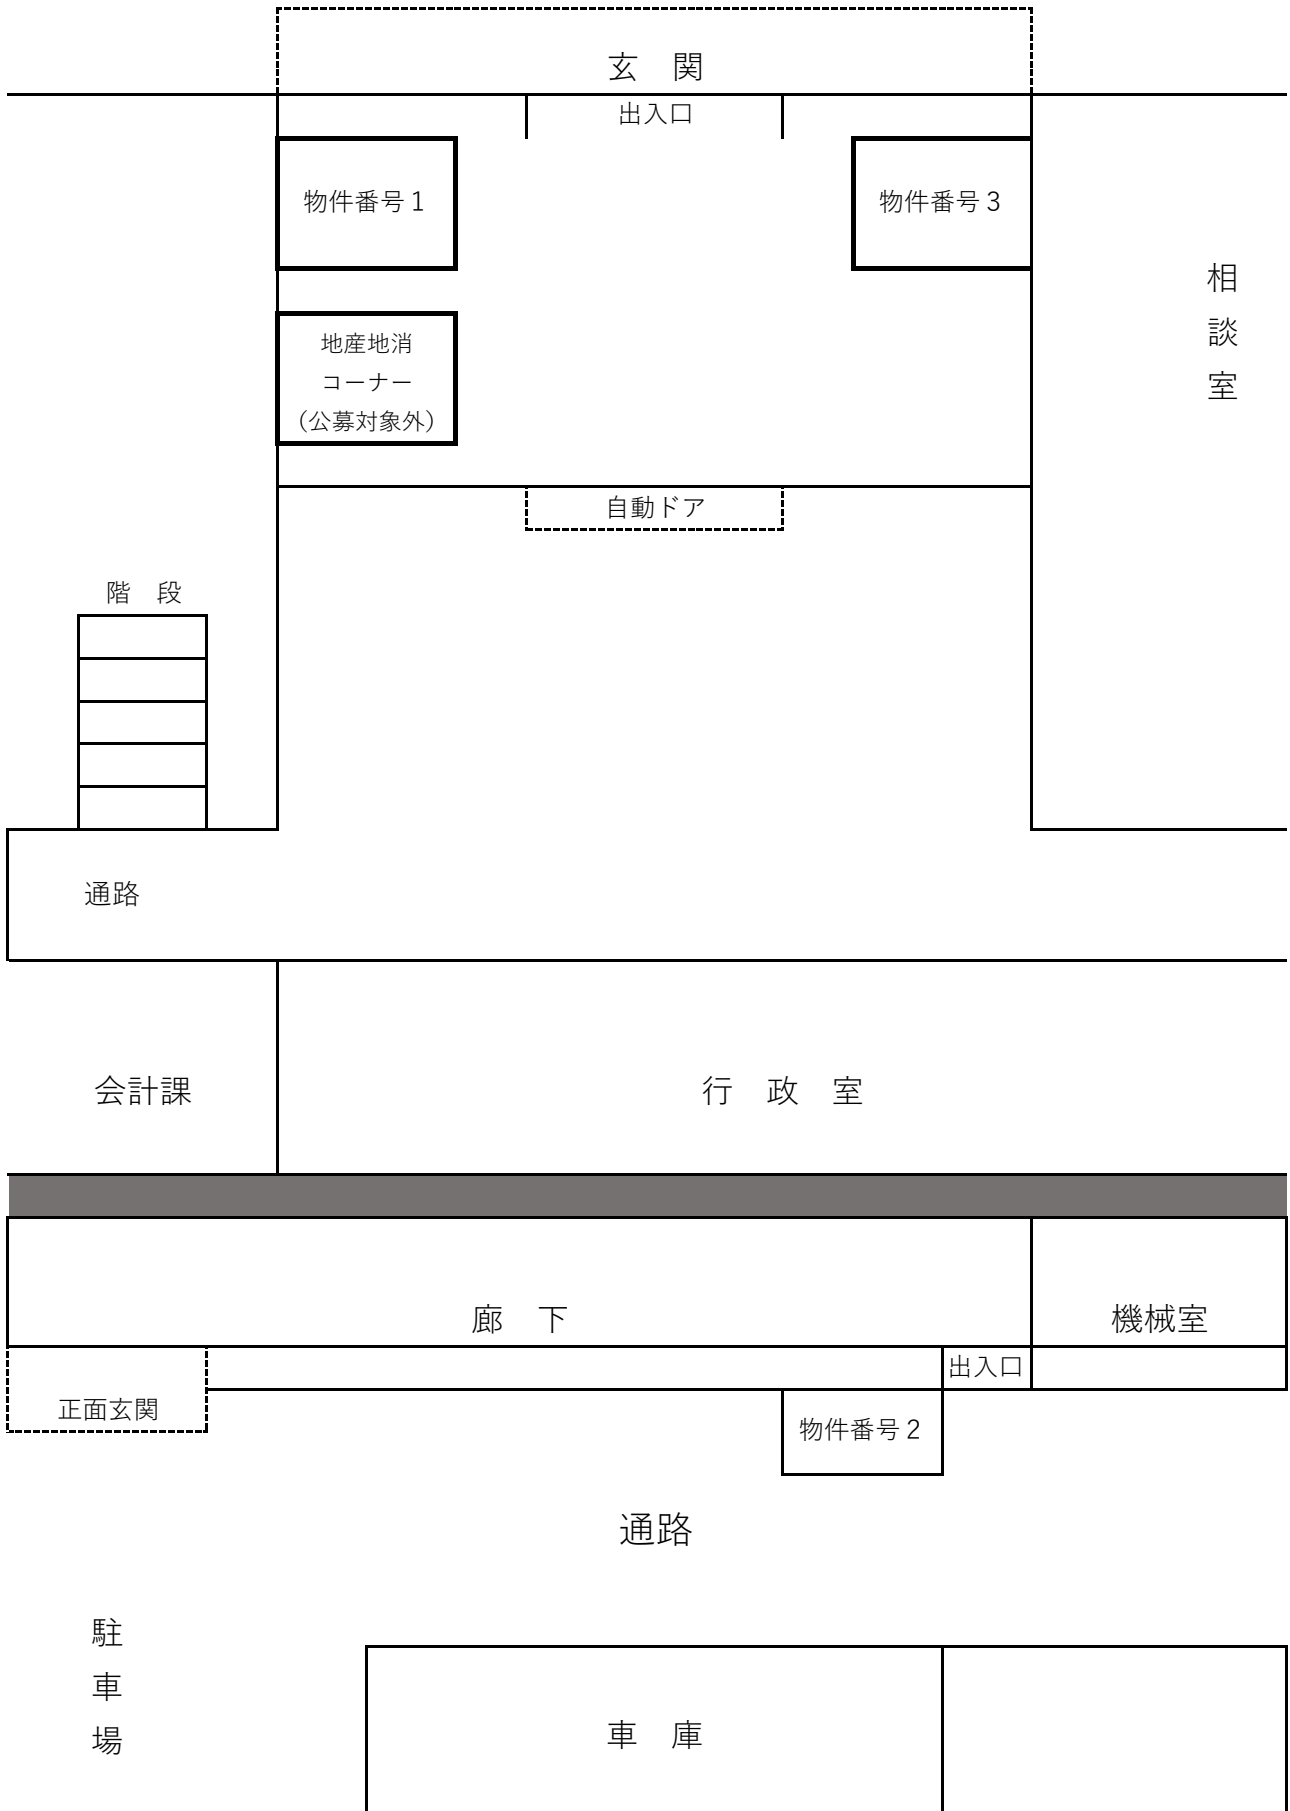 玄　関
出入口
物件番号１
物件番号３
地産地消
コーナー
（公募対象外）
相
談
室
自動ドア
階　段
通路
会計課
行　政　室
廊　下
機械室
出入口
正面玄関
物件番号２
通路
駐
車
場
車　庫